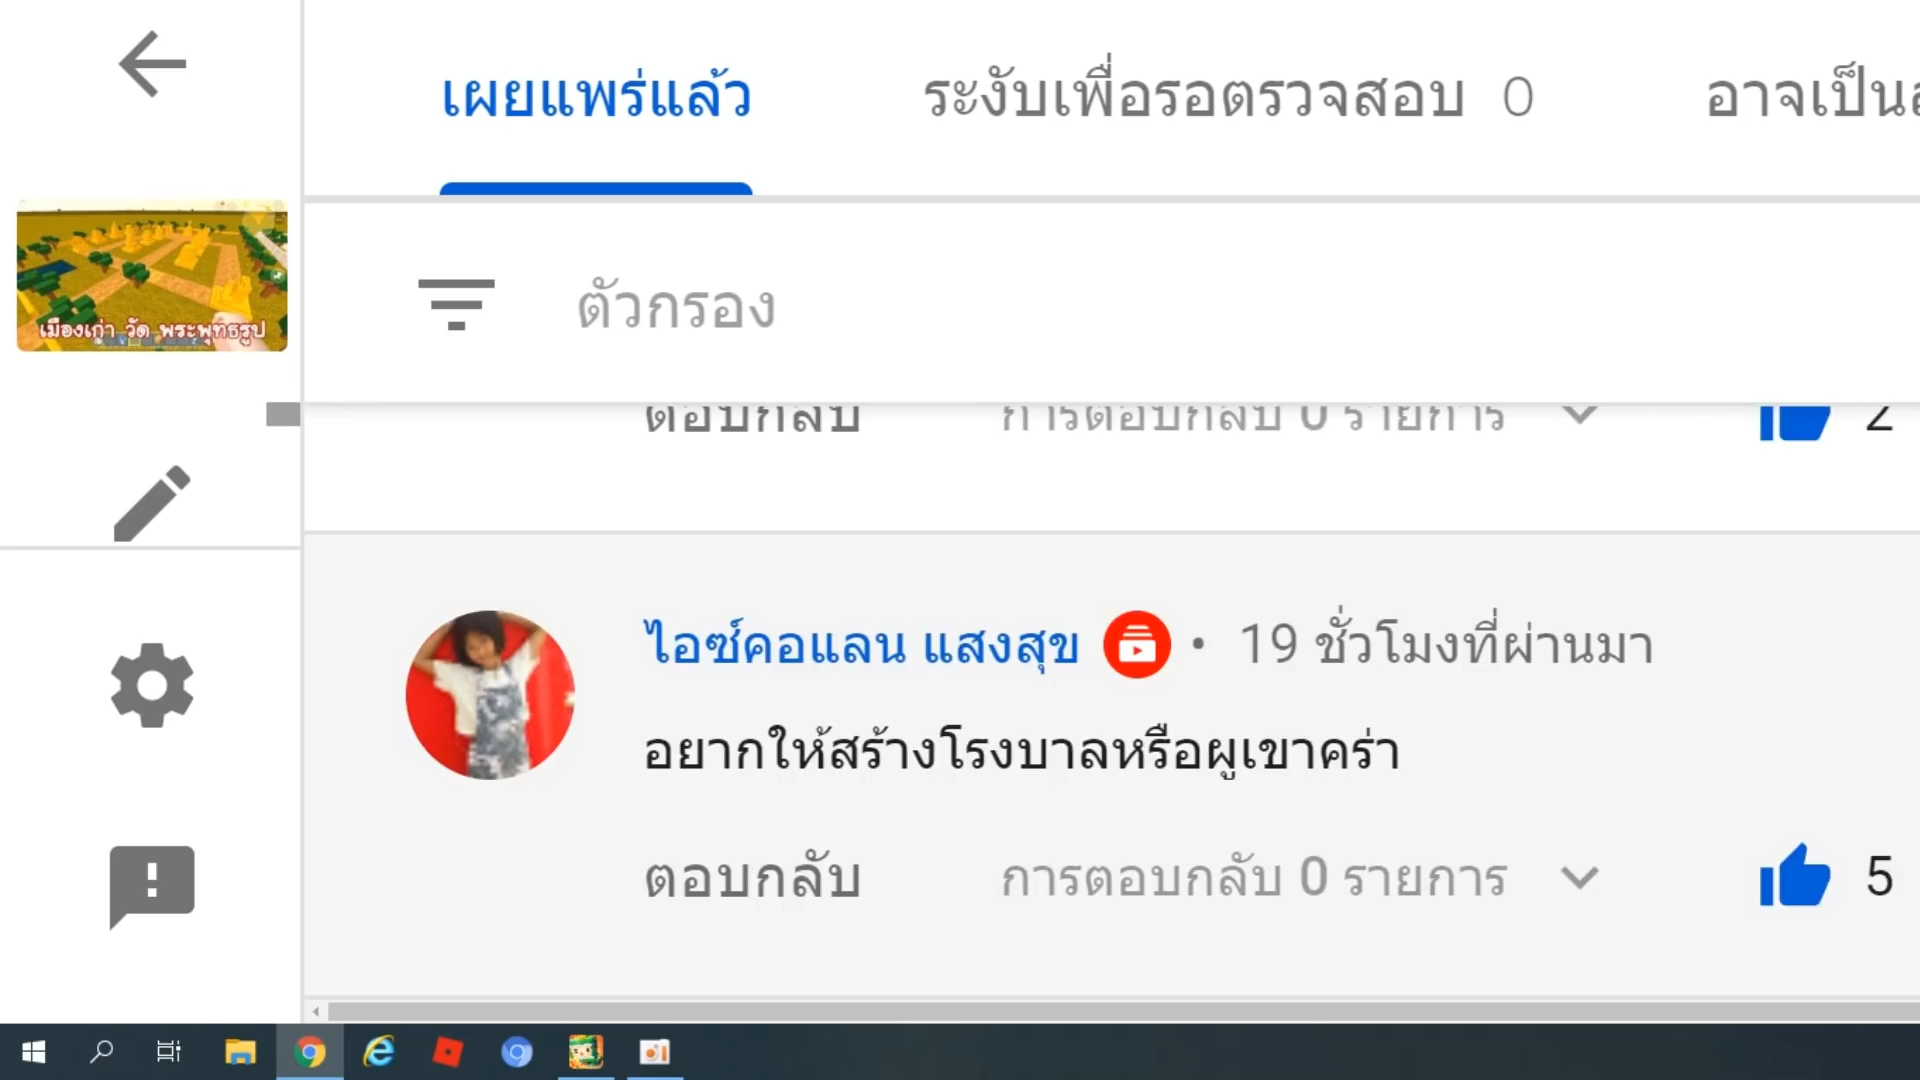 เผยแพร่แล้ว
ระงับเพื่อรอตรวจสอบ 0
อาจเป็นส
เมืองเก่า วัด พระพุทธรูป
ตัวกรอง
ตอบกลับ
การตอบกลับ 0 รายการ
2
ไอซ์คอแลน แสงสุข • 19 ชั่วโมงที่ผ่านมา
อยากให้สร้างโรงบาลหรือผูเขาคร่า
ตอบกลับ
การตอบกลับ 0 รายการ
5